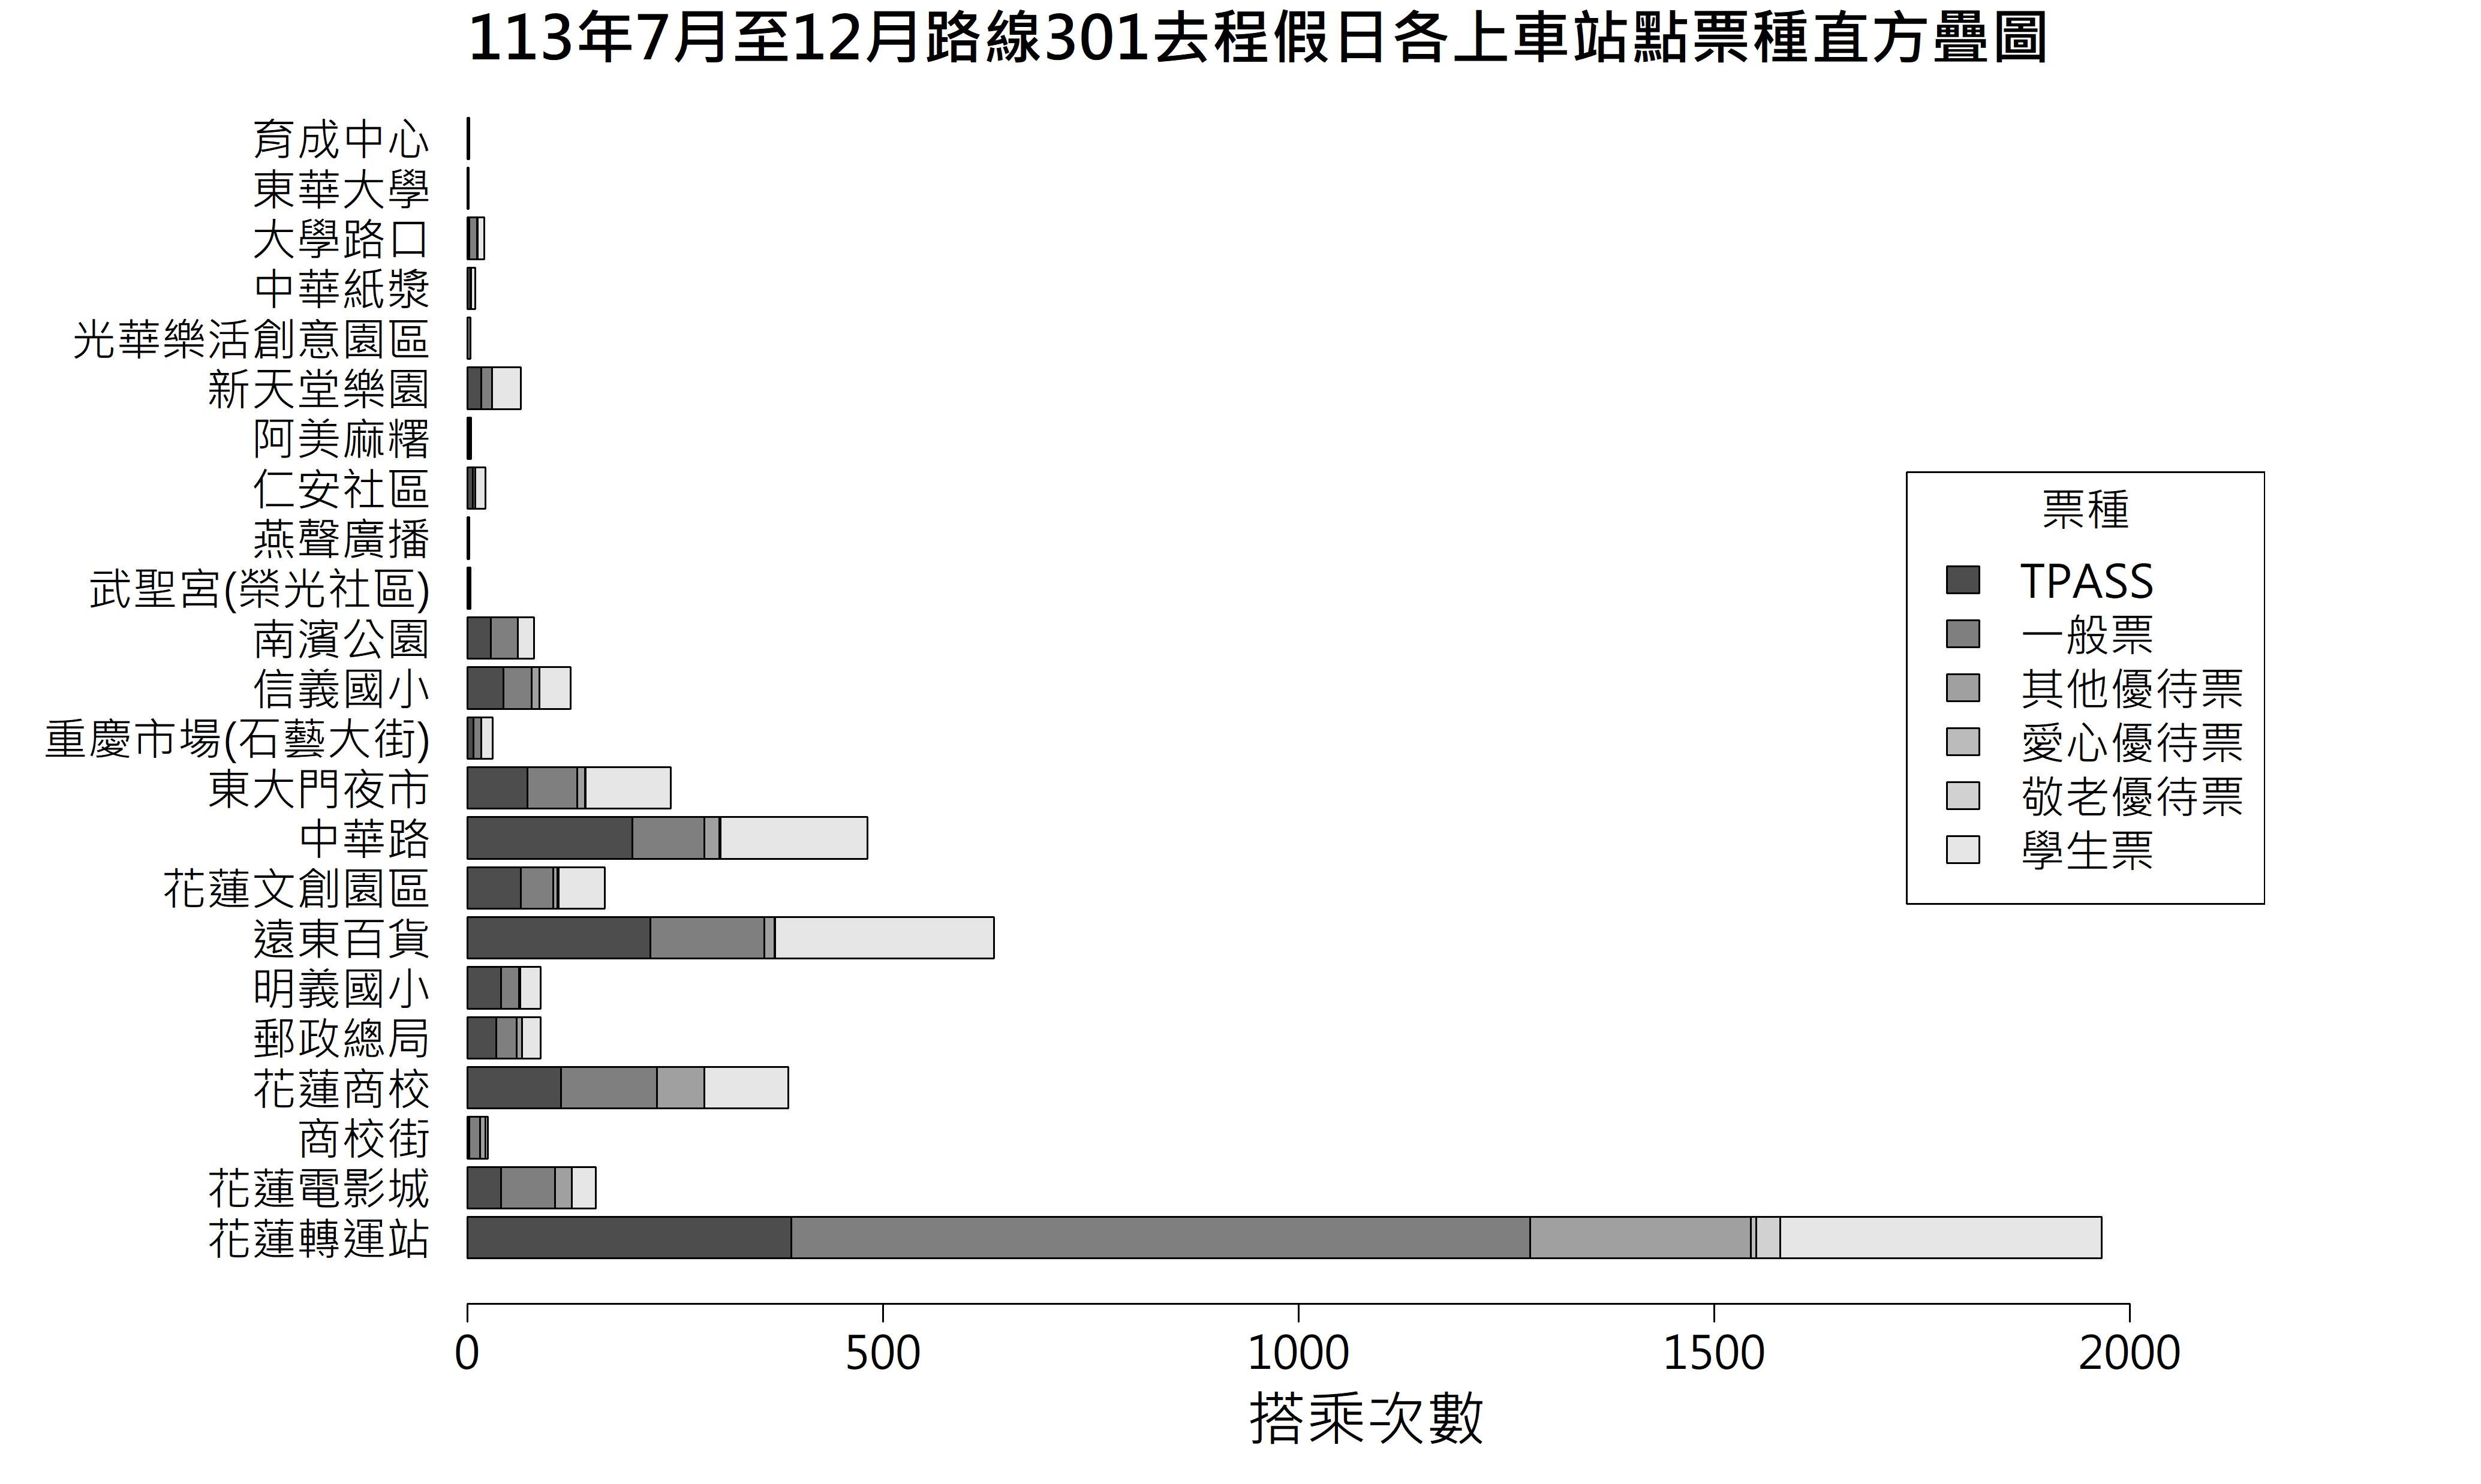 113年7月至12月路線301去程假日各上車站點票種直方疊圖
育成中心
東華大學
大學路口
中華紙漿
光華樂活創意園區
新天堂樂園
阿美麻糬
仁安社區
燕聲廣播
武聖宮(榮光社區)
南濱公園
信義國小
重慶市場(石藝大街)
東大門夜市
中華路
花蓮文創園區
遠東百貨
明義國小
郵政總局
花蓮商校
商校街
花蓮電影城
花蓮轉運站
票種
TPASS
一般票
其他優待票
愛心優待票
敬老優待票
學生票
0 500 1000 1500 2000
搭乘次數